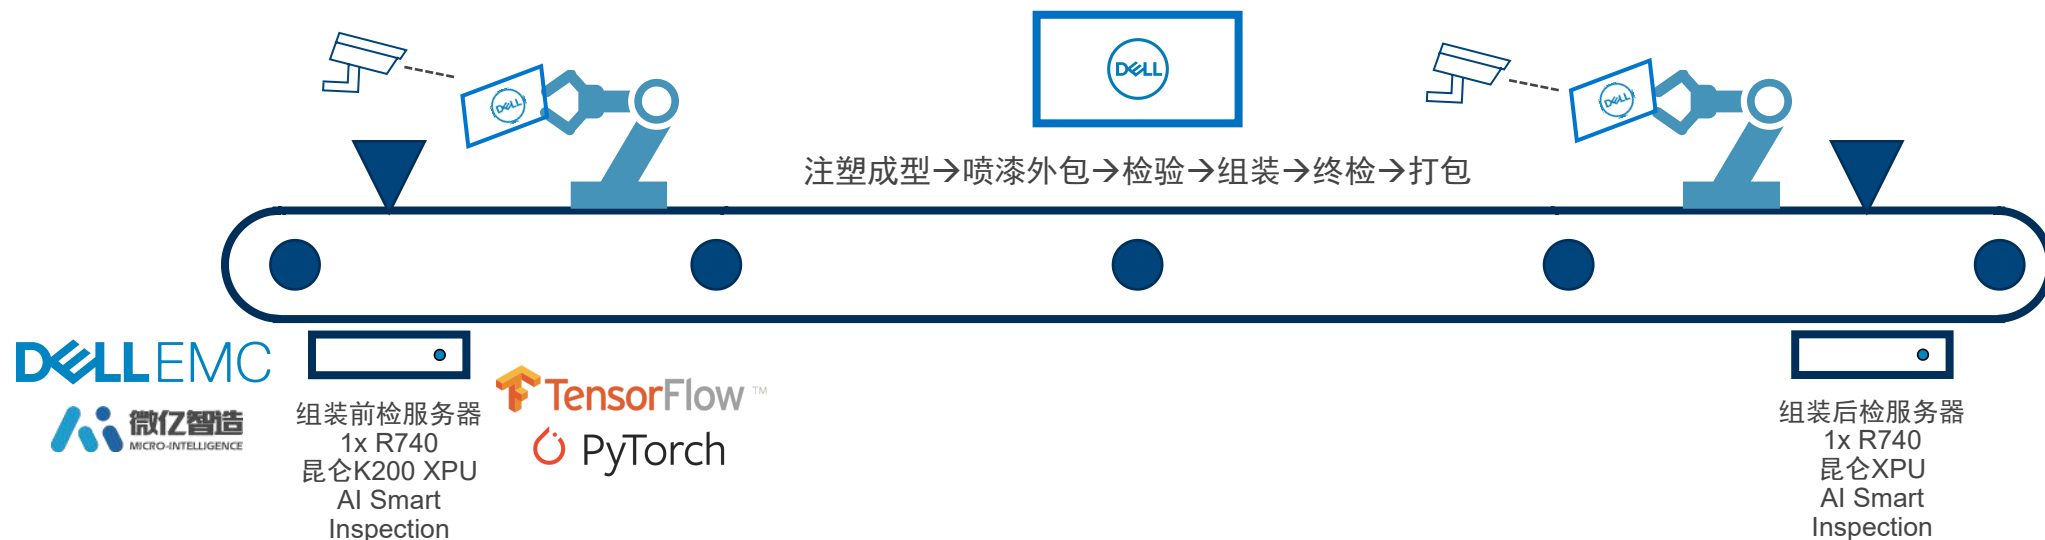 DELL
DELL
DELL
注塑成型→喷漆外包→检验→组装→终检→打包
DELL EMC
微亿智造
MICRO-INTELLIGENCE
组装前检服务器
1x R740
昆仑K200 XPU
AI Smart
Inspection
TensorFlow TM
PyTorch
组装后检服务器
1x R740
昆仑XPU
AI Smart
Inspection